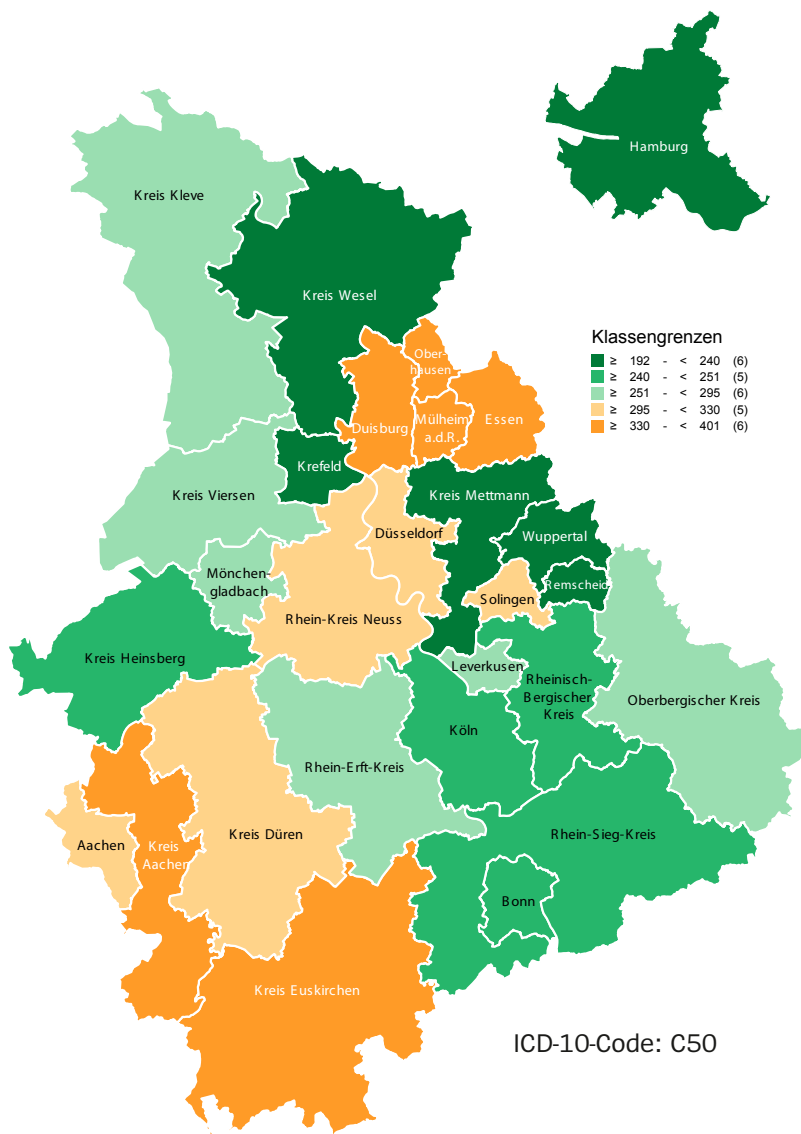 Hamburg
Kreis Kleve
Kreis Wesel
Klassengrenzen
≥ 192 - < 240 (6)
≥ 240 - < 251 (5)
≥ 251 - < 295 (6)
≥ 295 - < 330 (5)
≥ 330 - < 401 (6)
Ober-
hausen
Duisburg
Mülheim
a.d.R.
Essen
Krefeld
Kreis Viersen
Kreis Mettmann
Düsseldorf
Wuppertal
Mönchen-
gladbach
Remscheid
Solingen
Rhein-Kreis Neuss
Kreis Heinsberg
Leverkusen
Rheinisch-
Bergischer
Kreis
Oberbergischer Kreis
Köln
Rhein-Erft-Kreis
Kreis Düren
Rhein-Sieg-Kreis
Aachen
Kreis
Aachen
Bonn
Kreis Euskirchen
ICD-10-Code: C50